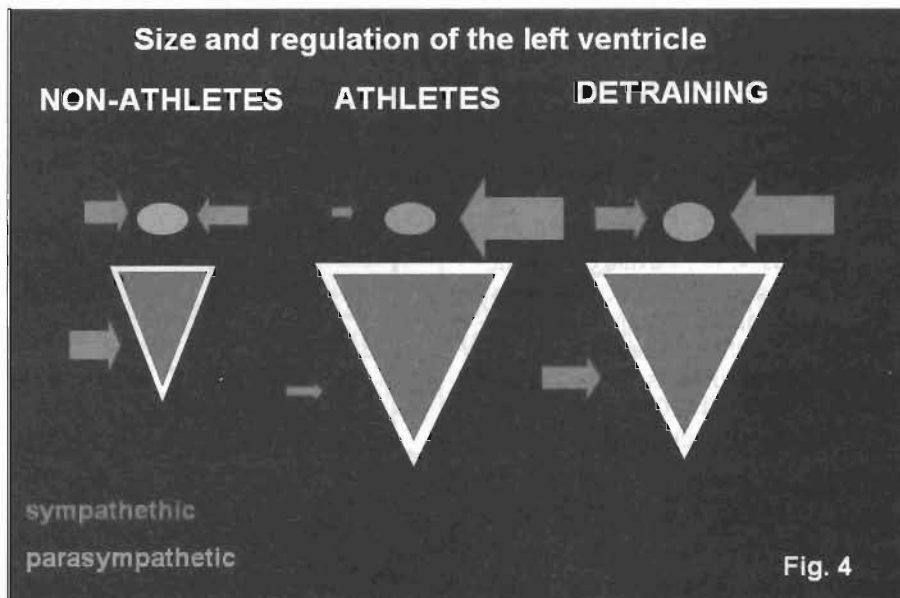 Size and regulation of the left ventricle
NON-ATHLETES ATHLETES DETRAINING
sympathethic
parasympathetic
Fig. 4